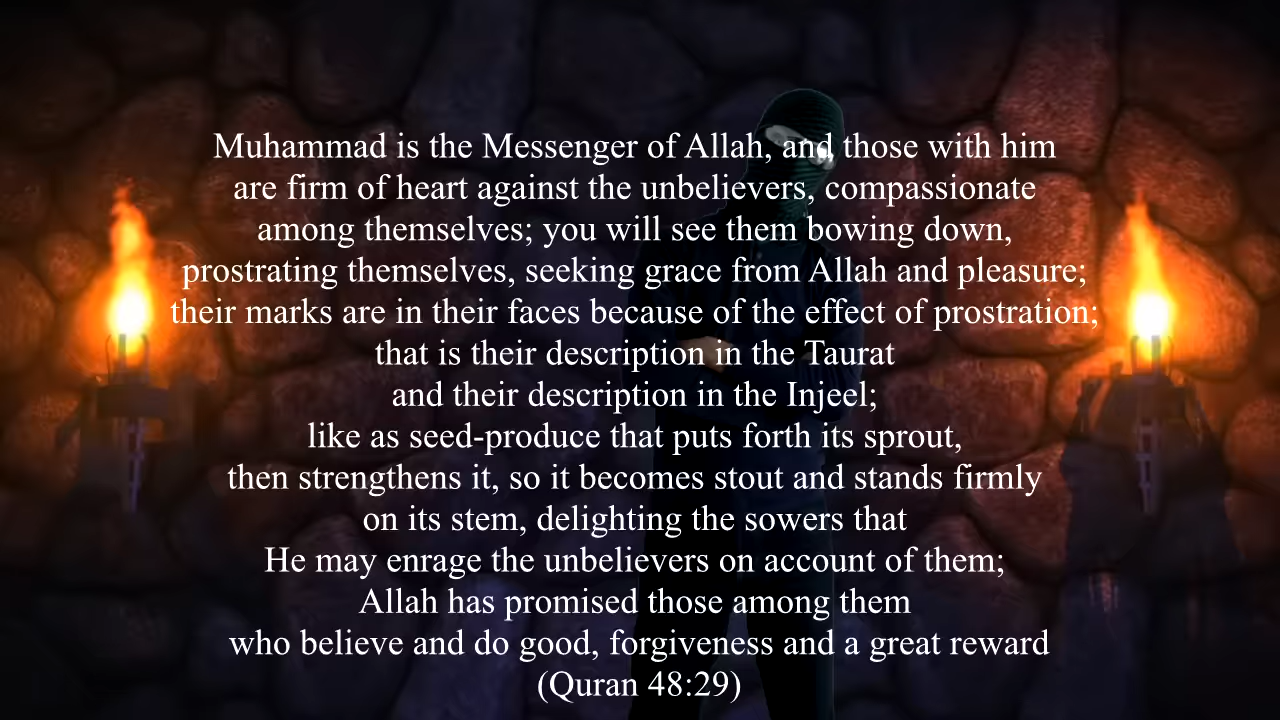 Muhammad is the Messenger of Allah, and those with him
are firm of heart against the unbelievers, compassionate
among themselves; you will see them bowing down,
prostrating themselves, seeking grace from Allah and pleasure;
their marks are in their faces because of the effect of prostration;
that is their description in the Taurat
and their description in the Injeel;
like as seed-produce that puts forth its sprout,
then strengthens it, so it becomes stout and stands firmly
on its stem, delighting the sowers that
He may enrage the unbelievers on account of them;
Allah has promised those among them
who believe and do good, forgiveness and a great reward
(Quran 48:29)